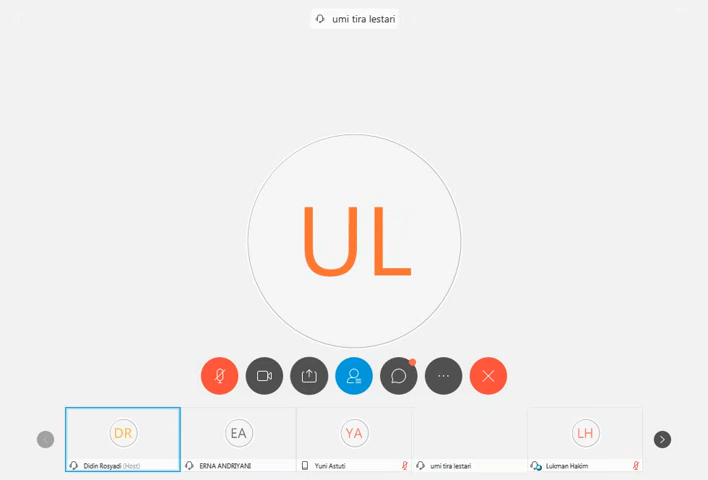 umi tira lestari
UL
DR
EA
YA
LH
Didin Rosyadi (Host)
ERNA ANDRIYANI
Yuni Astuti
umi tira lestari
Lukman Hakim